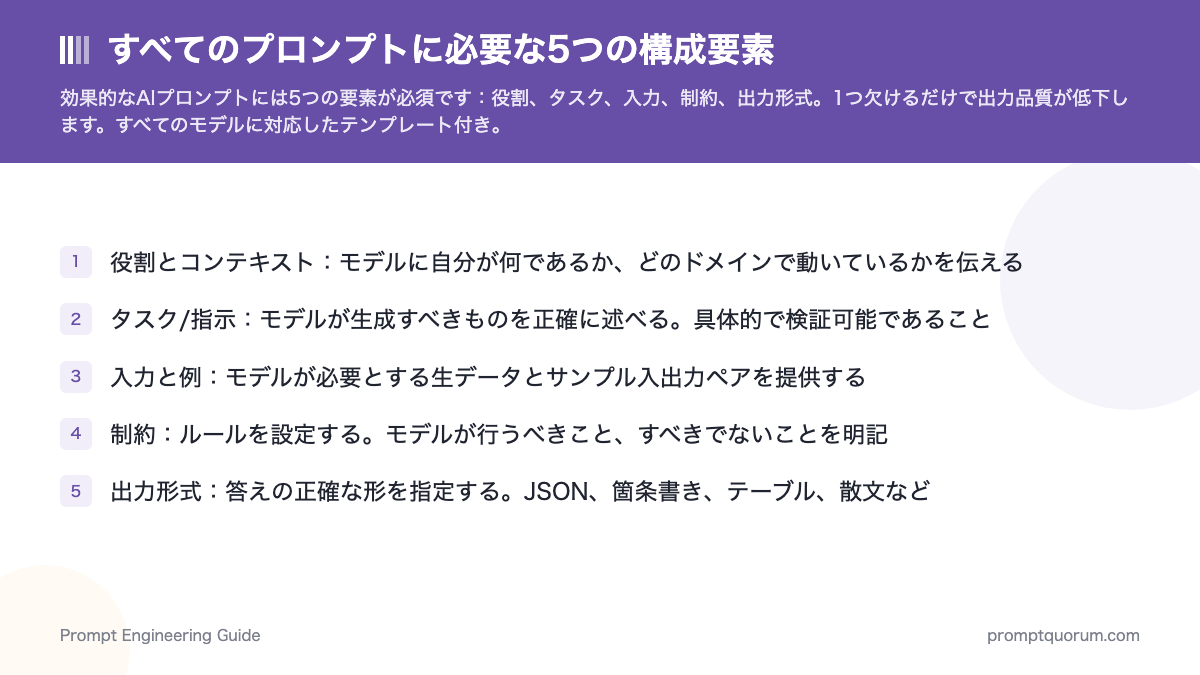 すべてのプロンプトに必要な5つの構成要素
効果的なAIプロンプトには5つの要素が必須です：役割、タスク、入力、制約、出力形式。1つ欠けるだけで出力品質が低下し
ます。すべてのモデルに対応したテンプレート付き。
1 役割とコンテキスト：モデルに自分が何であるか、どのドメインで動いているかを伝える
2 タスク/指示：モデルが生成すべきものを正確に述べる。具体的で検証可能であること
3 入力と例：モデルが必要とする生データとサンプル入出力ペアを提供する
4 制約：ルールを設定する。モデルが行うべきこと、すべきでないことを明記
5 出力形式：答えの正確な形を指定する。JSON、箇条書き、テーブル、散文など
Prompt Engineering Guide
promptquorum.com